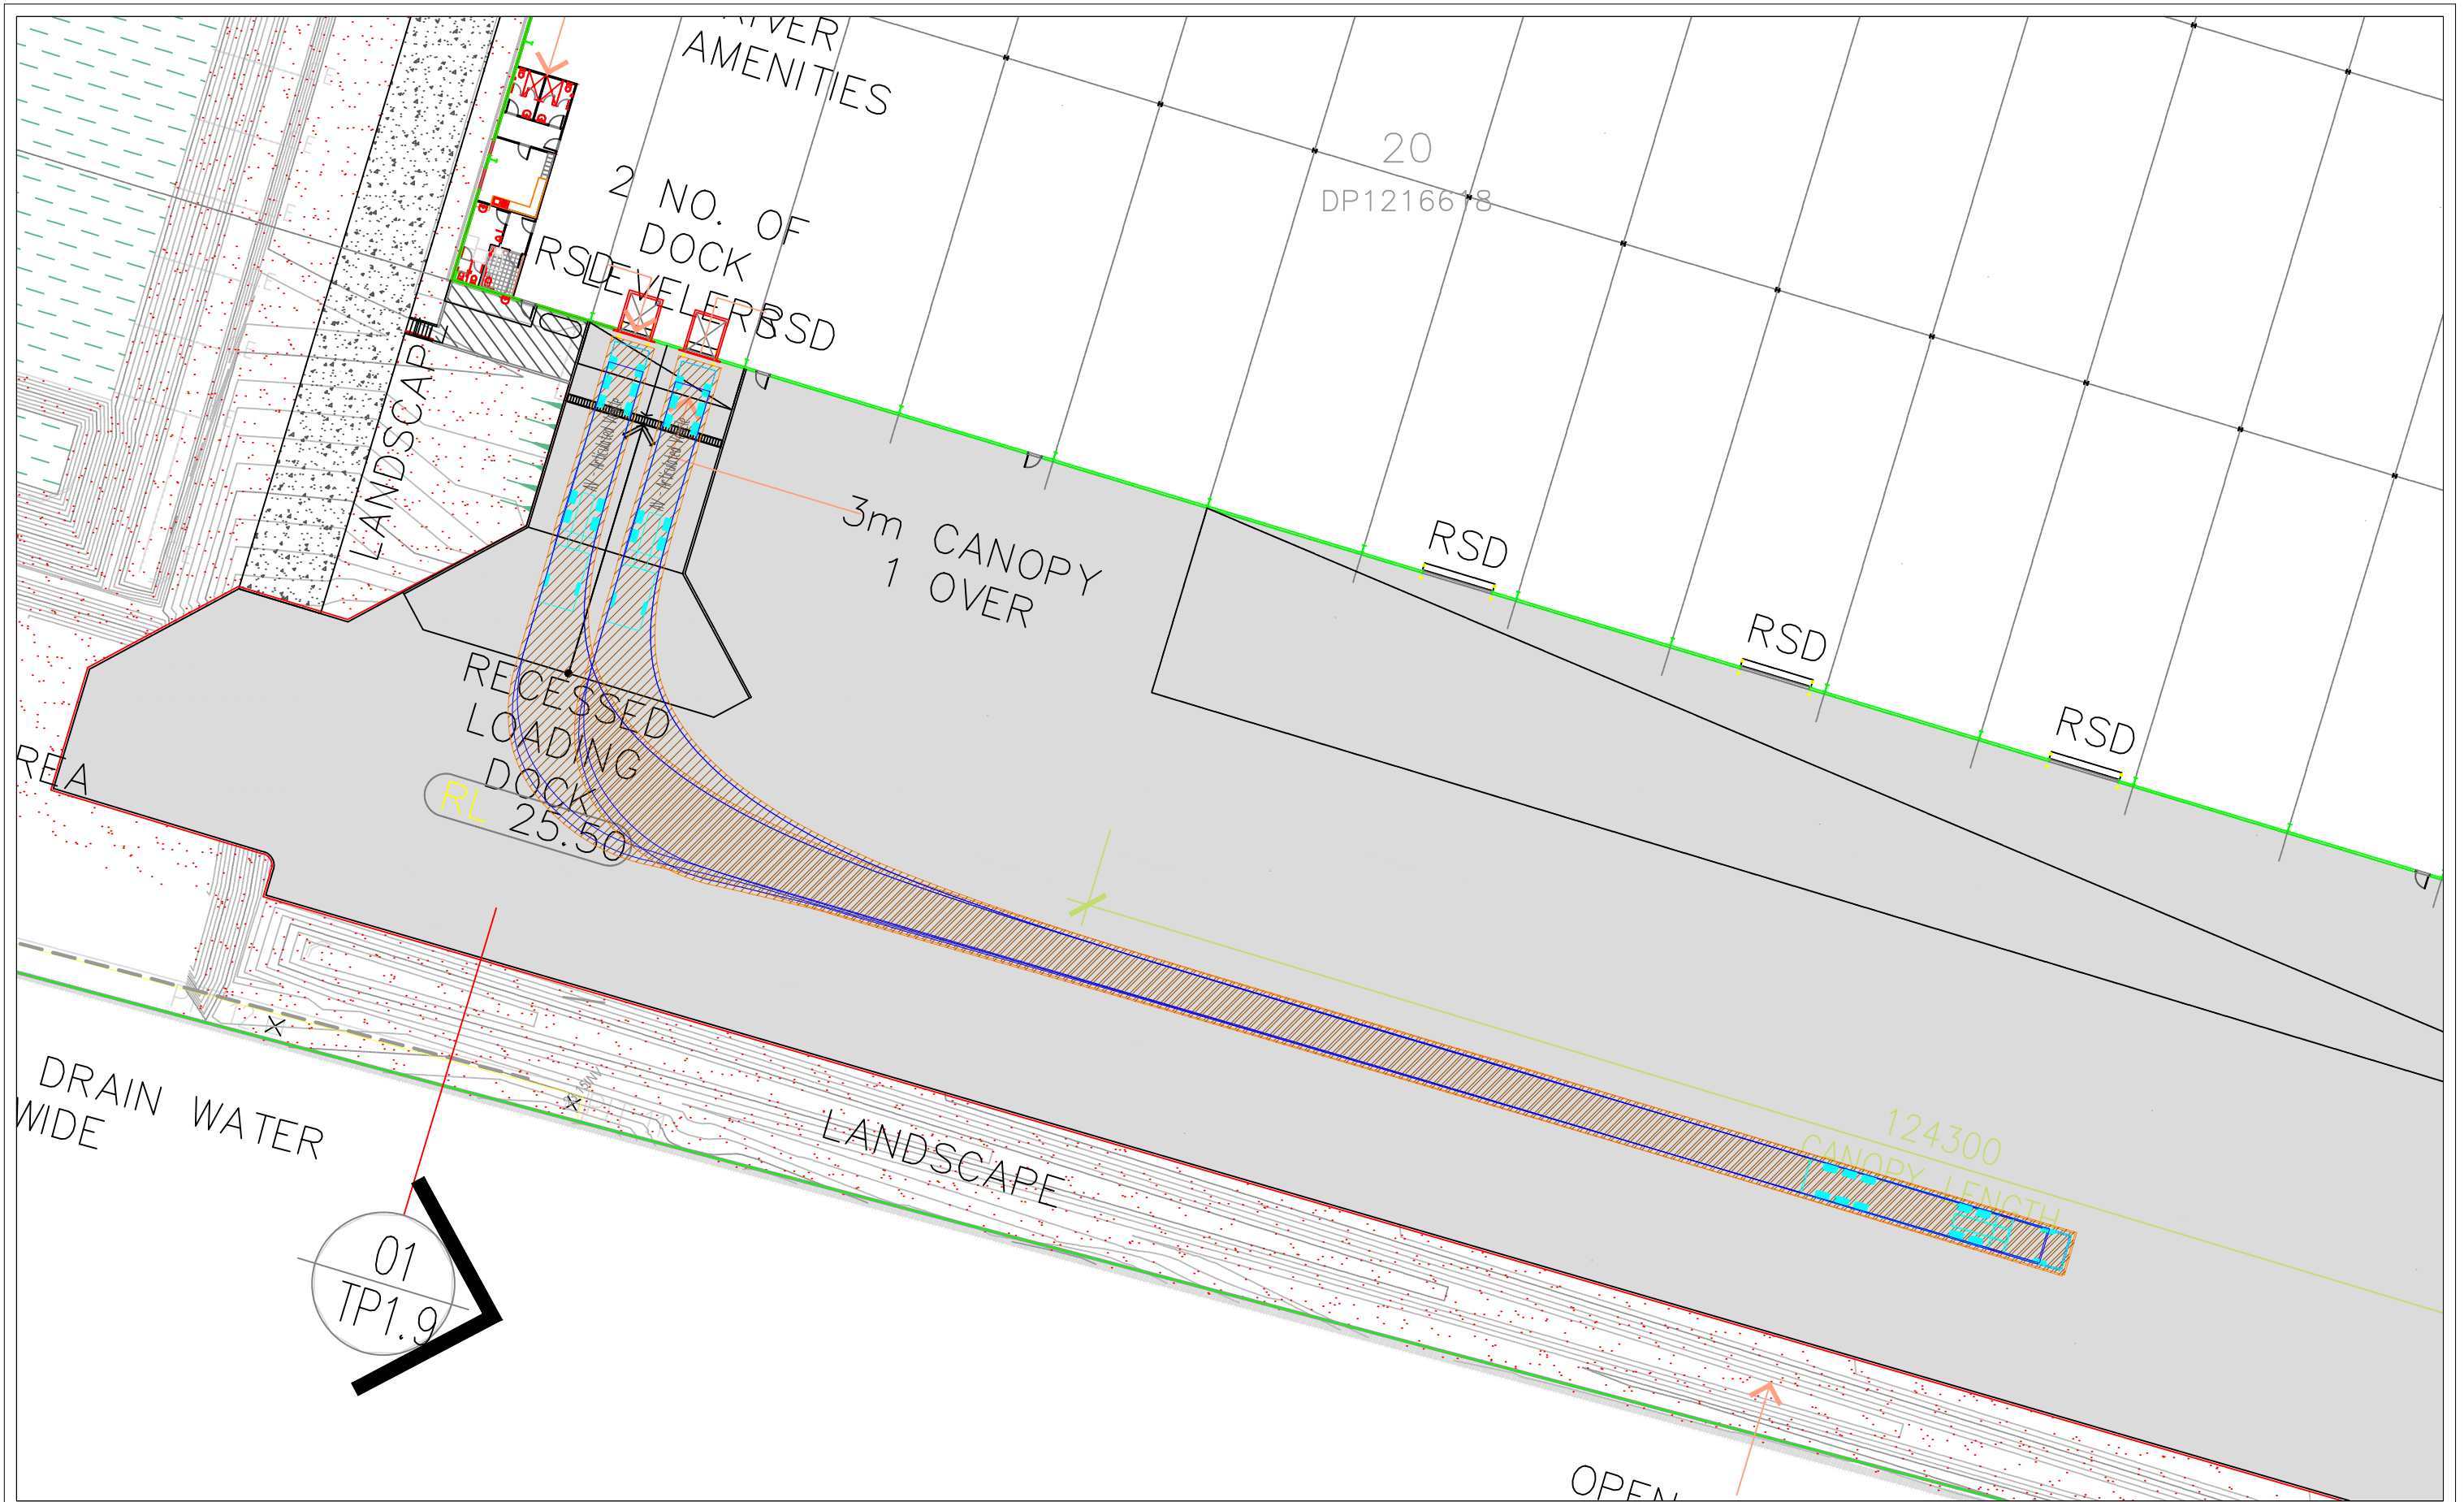 AMENITIES
20
DP1216618
2 NO. OF
DOCK
LEVELERS
RSD
RSD
LANDSCAPE
3m CANOPY
1 OVER
RSD
RSD
RSD
RECESSED
LOADING
DOCK
RL 25.50
124300
CANOPY LENGTH
DRAIN WATER
WIDE
LANDSCAPE
01
TP1.9
OPEN